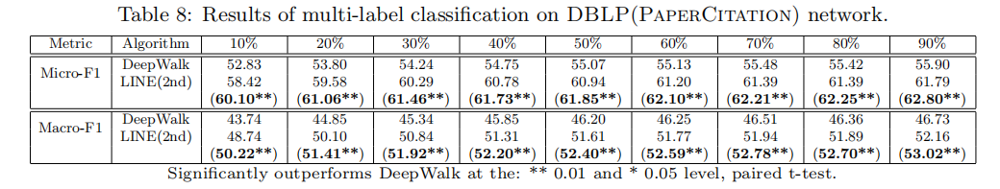 Table 8: Results of multi-label classification on DBLP(PAPERCITATION) network.
Metric Algorithm 10% 20% 30% 40% 50% 60% 70% 80% 90%
Micro-F1 DeepWalk 52.83 53.80 54.24 54.75 55.07 55.13 55.48 55.42 55.90
LINE(2nd) 58.42 59.58 60.29 60.78 60.94 61.20 61.39 61.39 61.79
(60.10**) (61.06**) (61.46**) (61.73**) (61.85**) (62.10**) (62.21**) (62.25**) (62.80**)
Macro-F1 DeepWalk 43.74 44.85 45.34 45.85 46.20 46.25 46.51 46.36 46.73
LINE(2nd) 48.74 50.10 50.84 51.31 51.61 51.77 51.94 51.89 52.16
(50.22**) (51.41**) (51.92**) (52.20**) (52.40**) (52.59**) (52.78**) (52.70**) (53.02**)
Significantly outperforms DeepWalk at the: ** 0.01 and * 0.05 level, paired t-test.